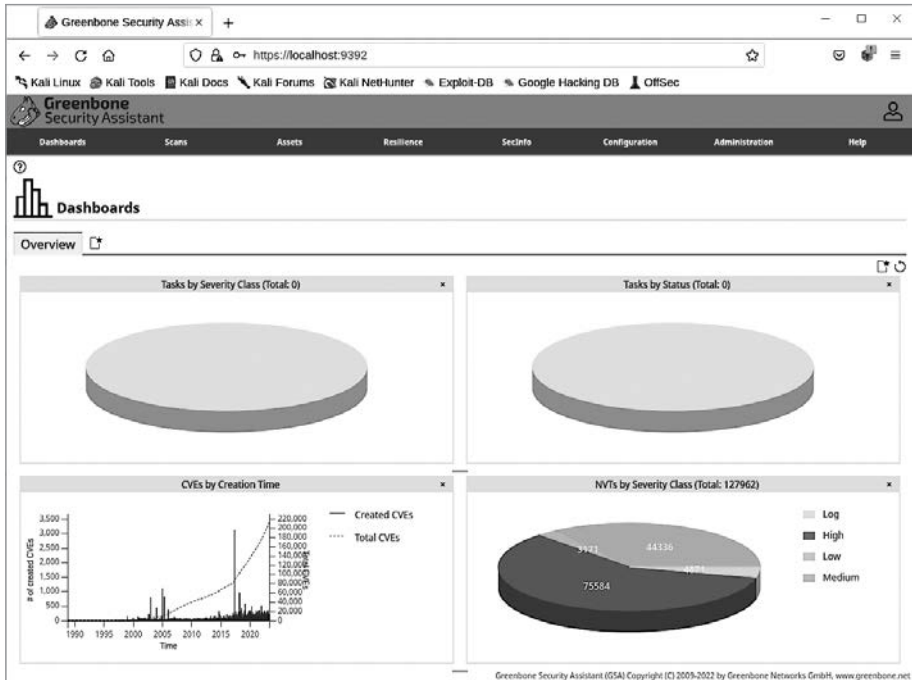 Greenbone Security Assis ×
+
https://localhost:9392
Kali Linux Kali Tools Kali Docs Kali Forums Kali NetHunter Exploit-DB Google Hacking DB OffSec
Greenbone
Security Assistant
Dashboards Scans Assets Resilience SecInfo Configuration Administration Help
Dashboards
Overview
Tasks by Severity Class (Total: 0) ×
Tasks by Status (Total: 0) ×
CVEs by Creation Time ×
# of created CVEs
3,500
3,000
2,500
2,000
1,500
1,000
500
0
1990 1995 2000 2005 2010 2015 2020
Time
220,000
200,000
180,000
160,000
140,000
120,000
100,000
80,000
60,000
40,000
20,000
0
Created CVEs
Total CVEs
NVTs by Severity Class (Total: 127962) ×
44336
75584
Log
High
Low
Medium
Greenbone Security Assistant (GSA) Copyright (C) 2009-2022 by Greenbone Networks GmbH, www.greenbone.net